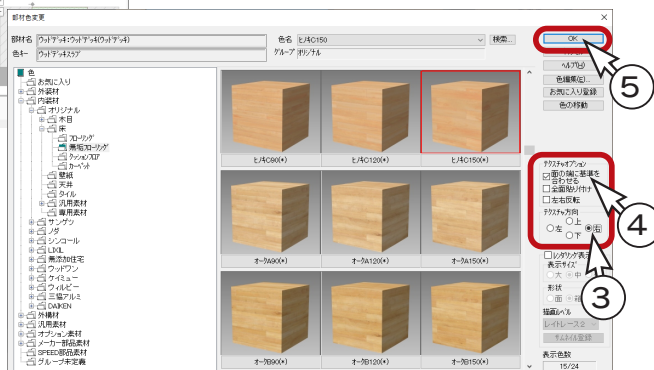 部材色変更
部材名 ウッドデッキ:ウッドデッキ(ウッドデッキ)
色名 ヒノキC150
検索...
OK
色キー ウッドデッキスラブ
グループ オリジナル
ヘルプ(H)
色編集(E)...
お気に入り登録
色の移動
⑤
色
お気に入り
外装材
内装材
オリジナル
木目
床
フローリング
無垢フローリング
クッションフロア
カーペット
壁紙
天井
タイル
汎用素材
専用素材
サンゲツ
ノダ
シンコール
LIXIL
無添加住宅
ウッドワン
ケイミュー
ウィルビー
三協アルミ
DAIKEN
外構材
汎用素材
オプション素材
メーカー部品素材
SPEED部品素材
グループ未定義
ヒノキC90(*)
ヒノキC120(*)
ヒノキC150(*)
オークA90(*)
オークA120(*)
オークA150(*)
オークB90(*)
オークB120(*)
オークB150(*)
テクスチャオプション
面の端に基準を
合わせる
全面貼り付け
左右反転
テクスチャ方向
上
左
右
下
④
レンダリング表示
表示サイズ
大 中
形状
面
③
描画レベル
レイトレース2
サムネイル登録
表示色数
15/24